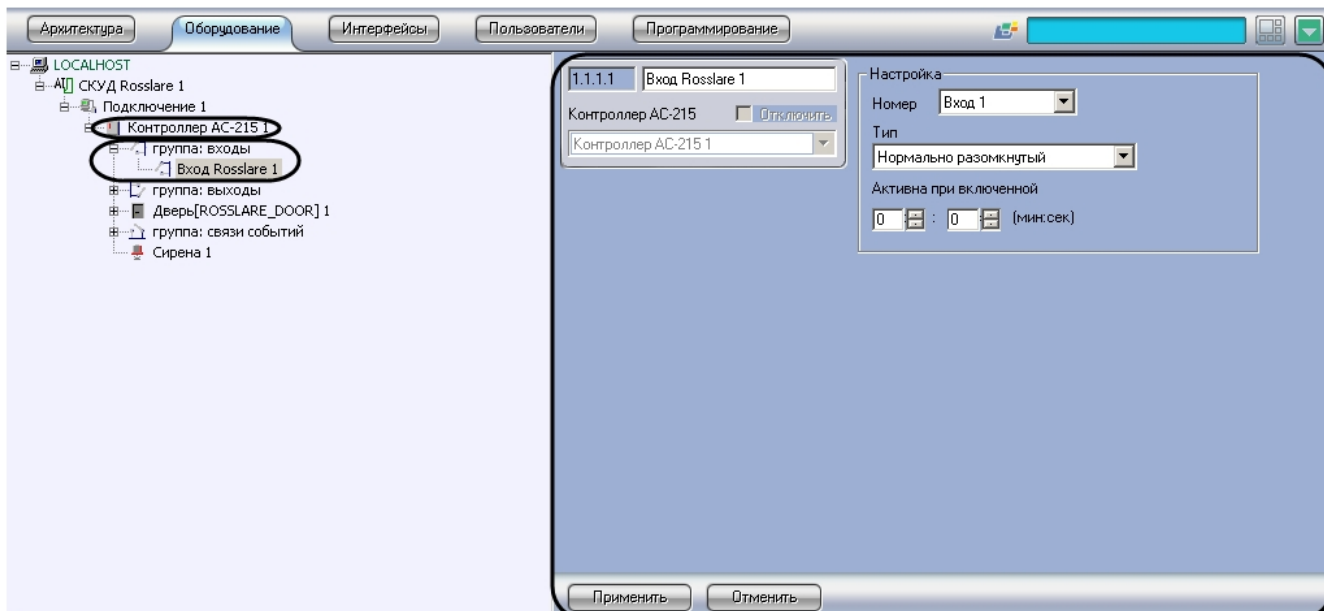 Архитектура Оборудование Интерфейсы Пользователи Программирование
LOCALHOST
СКУД Rosslare 1
Подключение 1
Контроллер AC-215 1
группа: входы
Вход Rosslare 1
группа: выходы
Дверь[ROSSLARE_DOOR] 1
группа: связи событий
Сирена 1
1.1.1.1 Вход Rosslare 1
Контроллер AC-215 Отключить
Контроллер AC-215 1
Настройка
Номер Вход 1
Тип
Нормально разомкнутый
Активна при включенной
0 : 0 (мин:сек)
Применить Отменить